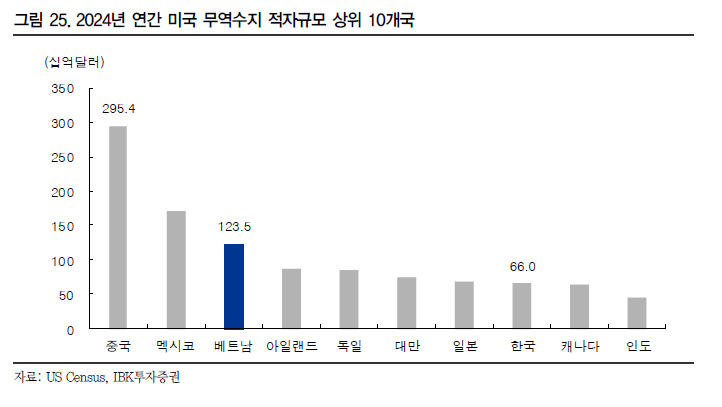 그림 25. 2024년 연간 미국 무역수지 적자규모 상위 10개국
(십억달러)
350
300
250
200
150
100
50
0
295.4
123.5
66.0
중국 멕시코 베트남 아일랜드 독일 대만 일본 한국 캐나다 인도
자료: US Census, IBK투자증권